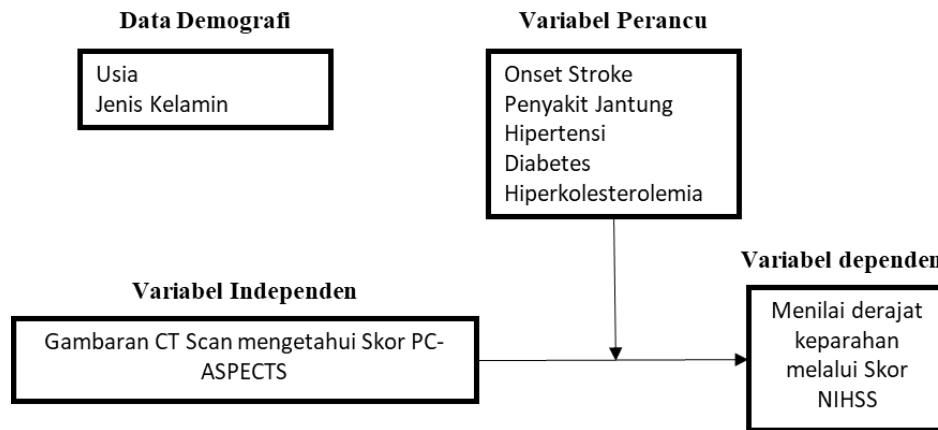 Data Demografi
Usia
Jenis Kelamin
Variabel Perancu
Onset Stroke
Penyakit Jantung
Hipertensi
Diabetes
Hiperkolesterolemia
Variabel Independen
Gambaran CT Scan mengetahui Skor PC-
ASPECTS
Variabel dependen
Menilai derajat
keparahan
melalui Skor
NIHSS